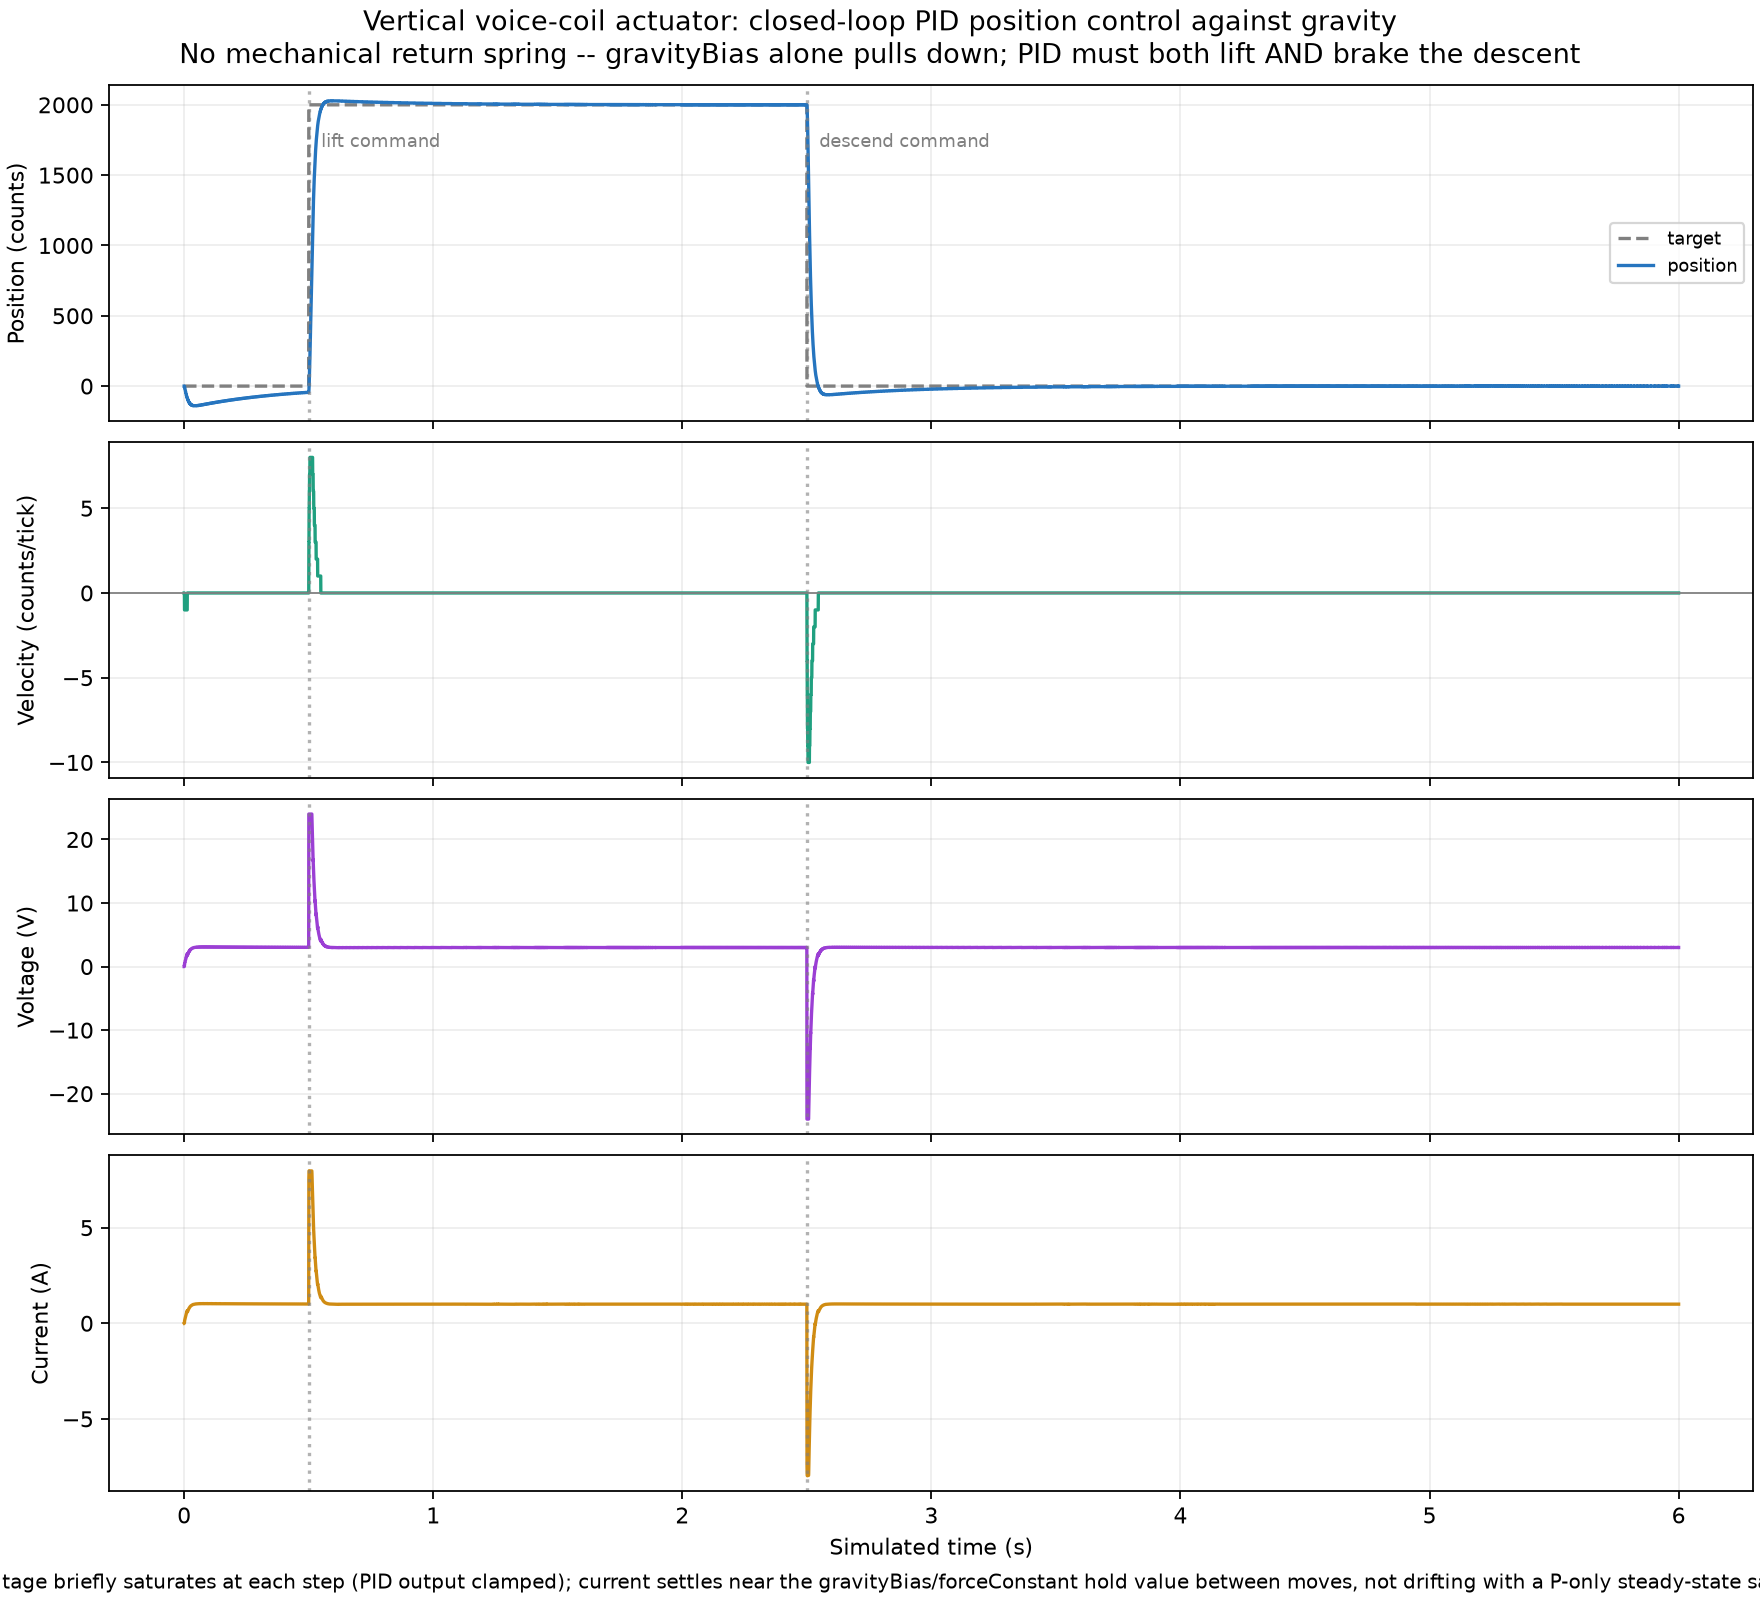 Vertical voice-coil actuator: closed-loop PID position control against gravity
No mechanical return spring -- gravityBias alone pulls down; PID must both lift AND brake the descent
Position (counts)
2000
1500
1000
500
0
lift command
descend command
target
position
Velocity (counts/tick)
5
0
−5
−10
Voltage (V)
20
10
0
−10
−20
Current (A)
5
0
−5
0 1 2 3 4 5 6
Simulated time (s)
tage briefly saturates at each step (PID output clamped); current settles near the gravityBias/forceConstant hold value between moves, not drifting with a P-only steady-state